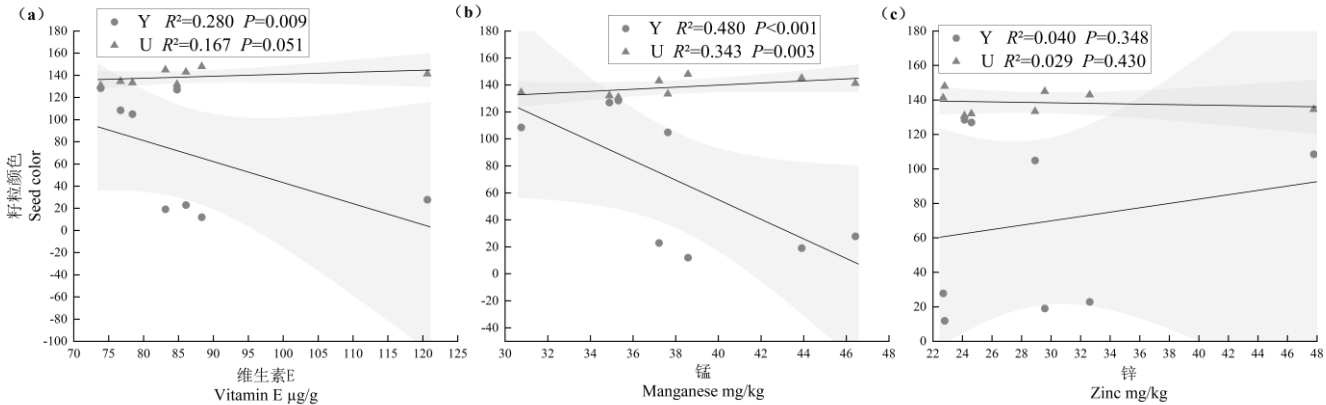 (a)
Y R²=0.280 P=0.009
U R²=0.167 P=0.051
180
160
140
120
100
80
60
40
20
0
-20
-40
-60
-80
-100
籽粒颜色
Seed color
70 75 80 85 90 95 100 105 110 115 120 125
维生素E
Vitamin E µg/g
(b)
Y R²=0.480 P<0.001
U R²=0.343 P=0.003
180
160
140
120
100
80
60
40
20
0
-20
-40
30 32 34 36 38 40 42 44 46 48
锰
Manganese mg/kg
(c)
Y R²=0.040 P=0.348
U R²=0.029 P=0.430
180
160
140
120
100
80
60
40
20
0
22 24 26 28 30 32 34 36 38 40 42 44 46 48
锌
Zinc mg/kg